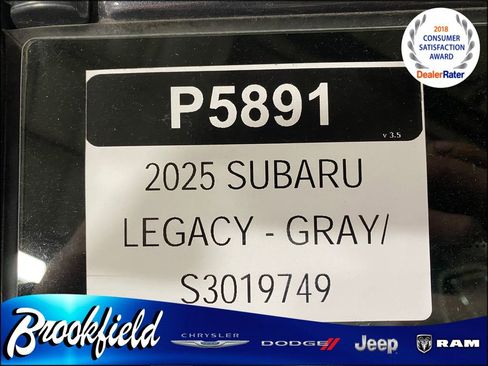 2018
CONSUMER
SATISFACTION
AWARD
DealerRater
P5891
v 3.5
2025 SUBARU
LEGACY - GRAY/
S3019749
Brookfield
CHRYSLER
DODGE//
Jeep
RAM